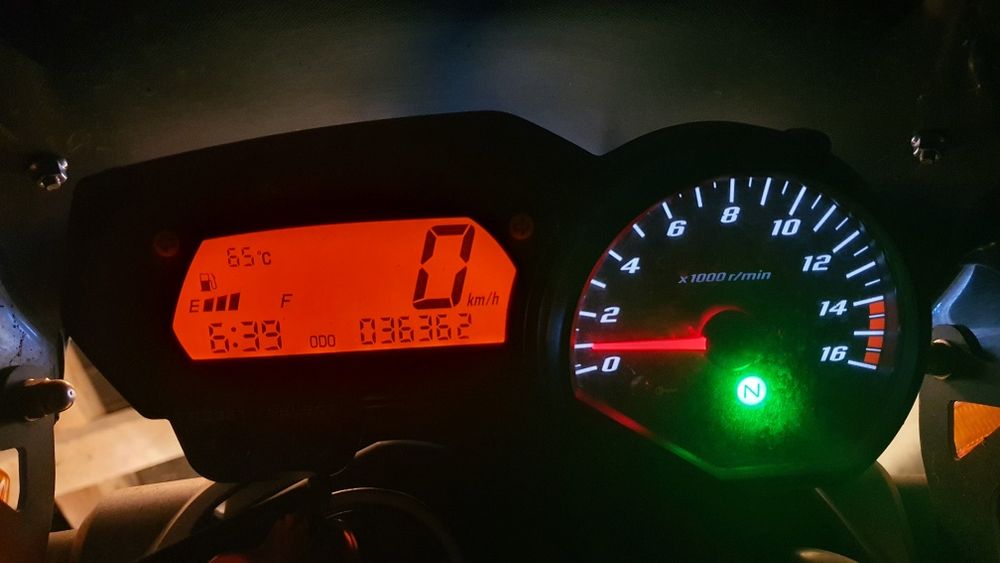 65°C
0 km/h
E F
6:39 ODO 036362
0 2 4 6 8 10 12 14 16
x1000 r/min
N